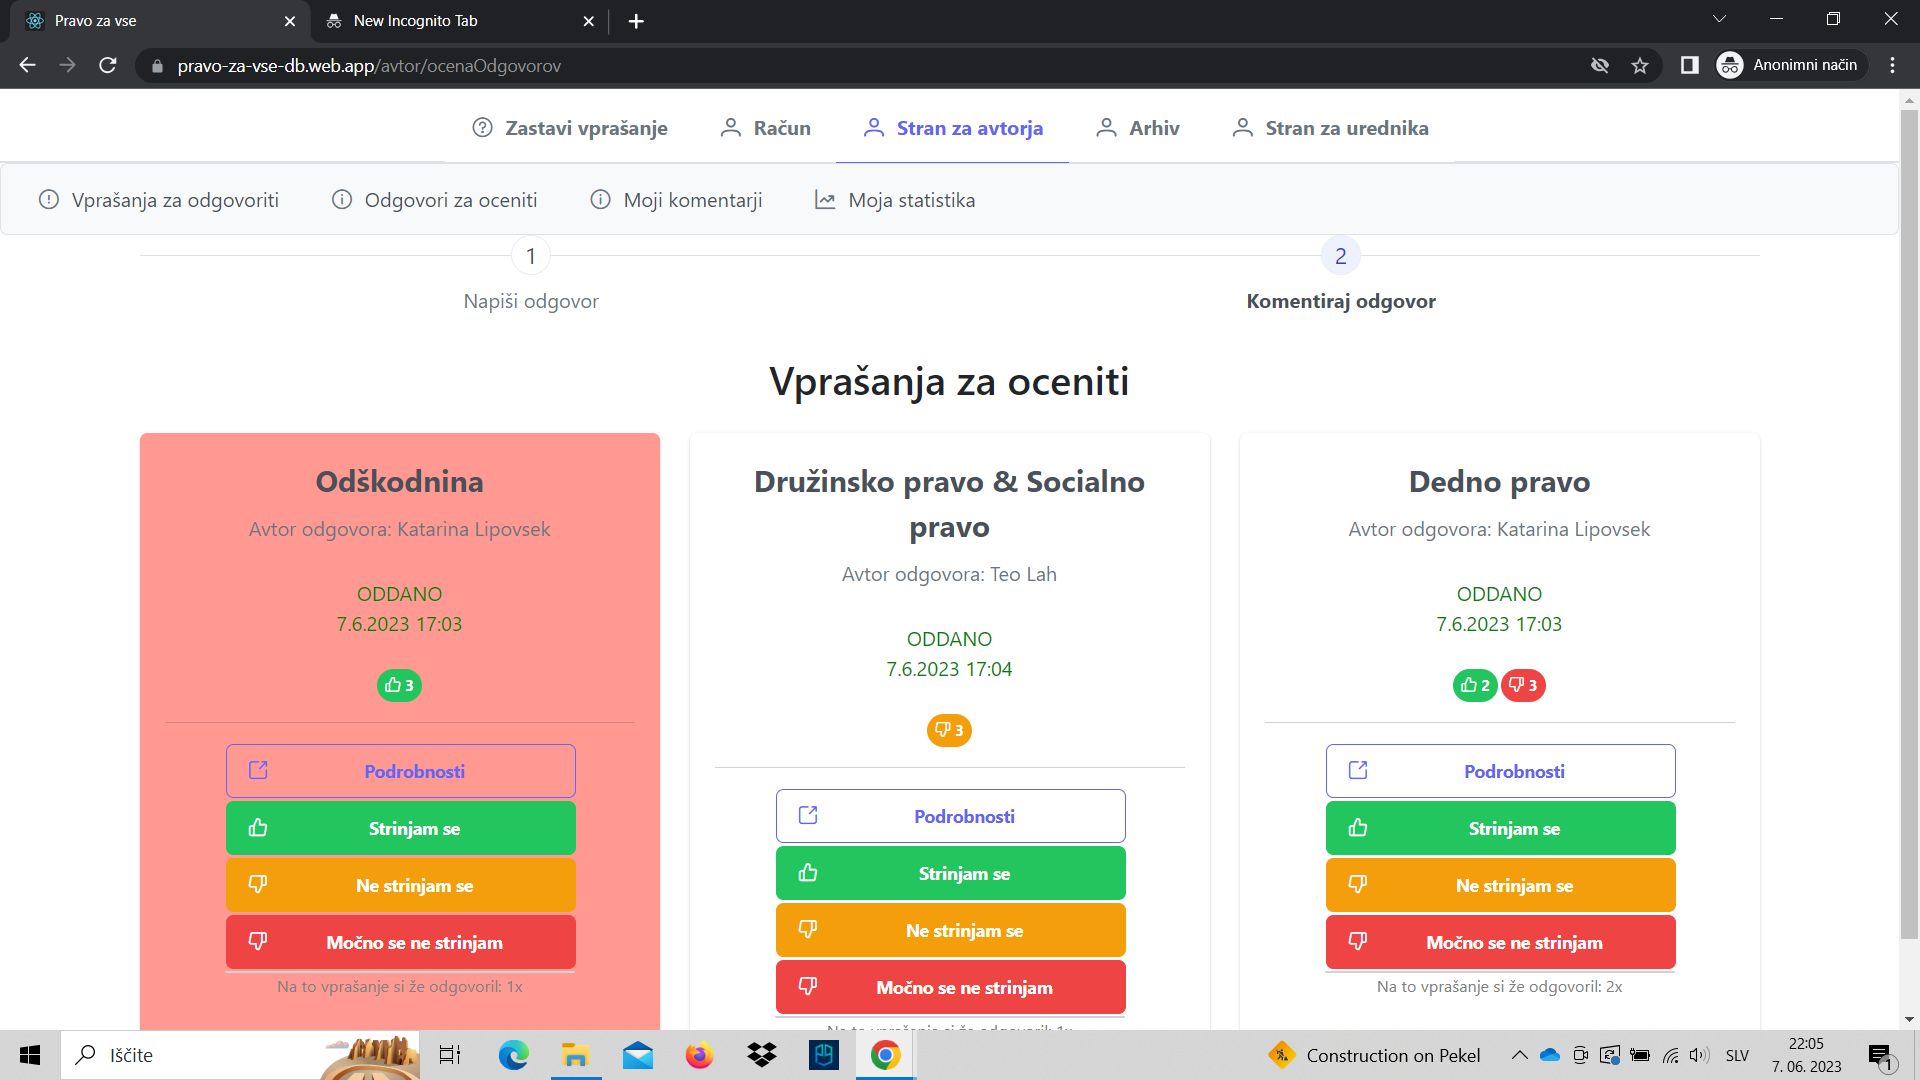 Pravo za vse
New Incognito Tab
pravo-za-vse-db.web.app/avtor/ocenaOdgovorov
Anonimni način
Zastavi vprašanje
Račun
Stran za avtorja
Arhiv
Stran za urednika
Vprašanja za odgovoriti
Odgovori za oceniti
Moji komentarji
Moja statistika
1
Napiši odgovor
2
Komentiraj odgovor
Vprašanja za oceniti
Odškodnina
Avtor odgovora: Katarina Lipovsek
ODDANO
7.6.2023 17:03
3
Podrobnosti
Strinjam se
Ne strinjam se
Močno se ne strinjam
Na to vprašanje si že odgovoril: 1x
Družinsko pravo & Socialno
pravo
Avtor odgovora: Teo Lah
ODDANO
7.6.2023 17:04
3
Podrobnosti
Strinjam se
Ne strinjam se
Močno se ne strinjam
Na to vprašanje si že odgovoril: 1x
Dedno pravo
Avtor odgovora: Katarina Lipovsek
ODDANO
7.6.2023 17:03
2 3
Podrobnosti
Strinjam se
Ne strinjam se
Močno se ne strinjam
Na to vprašanje si že odgovoril: 2x
Iščite
Construction on Pekel
SLV
22:05
7. 06. 2023
1